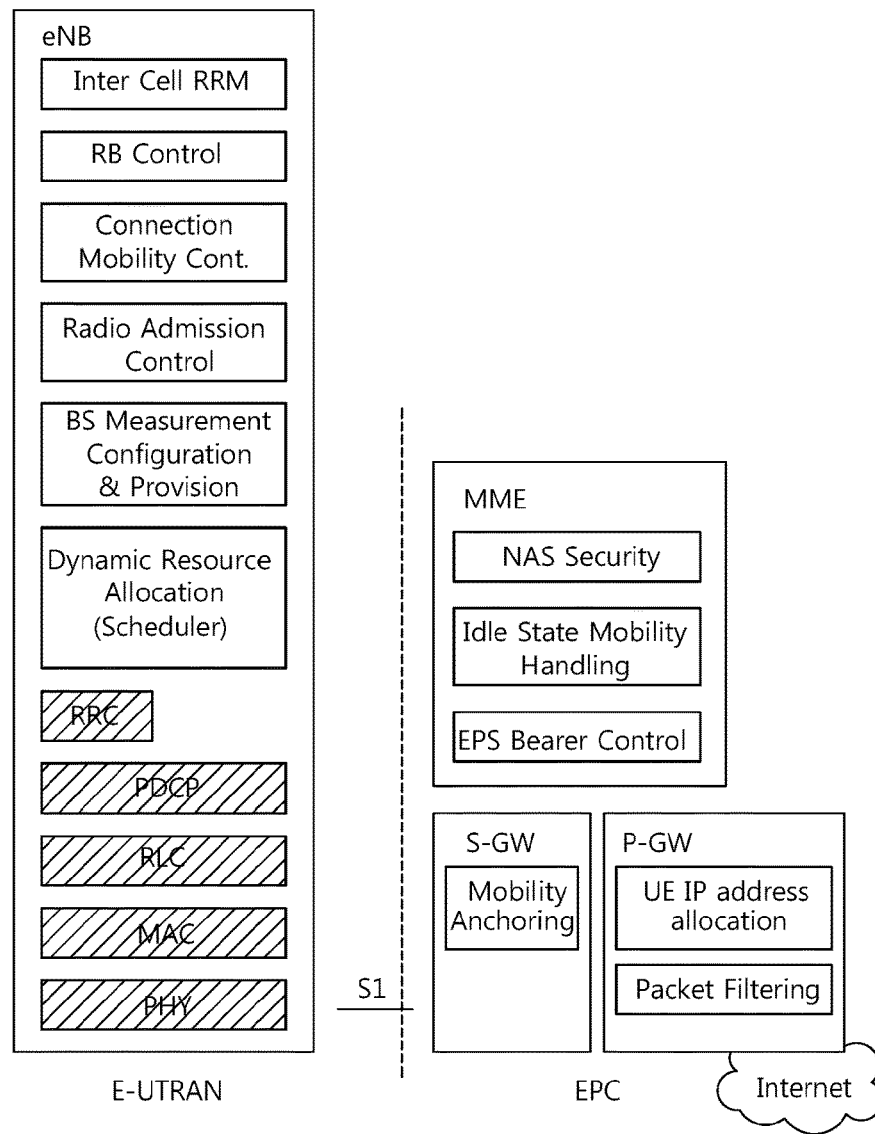 eNB
Inter Cell RRM
RB Control
Connection
Mobility Cont.
Radio Admission
Control
BS Measurement
Configuration
& Provision
Dynamic Resource
Allocation
(Scheduler)
RRC
PDCP
RLC
MAC
PHY
E-UTRAN
S1
MME
NAS Security
Idle State Mobility
Handling
EPS Bearer Control
S-GW
Mobility
Anchoring
P-GW
UE IP address
allocation
Packet Filtering
EPC
Internet